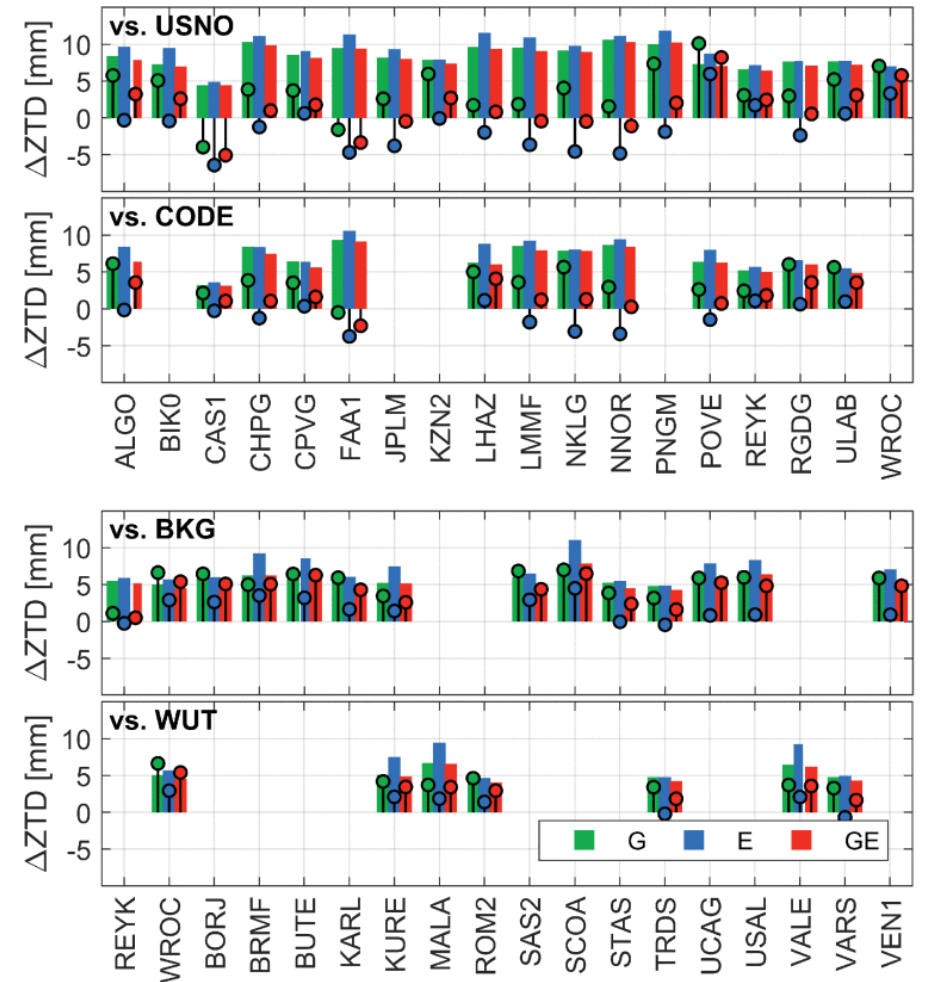 vs. USNO
ΔZTD [mm]
10
5
0
-5
vs. CODE
ΔZTD [mm]
10
5
0
-5
ALGO BIK0 CAS1 CHPG CPVG FAA1 JPLM KZN2 LHAZ LMMF NKLG NNOR PNGM POVE REYK RGDG ULAB WROC
vs. BKG
ΔZTD [mm]
10
5
0
-5
vs. WUT
ΔZTD [mm]
10
5
0
-5
G E GE
REYK WROC BORJ BRMF BUTE KARL KURE MALA ROM2 SAS2 SCOA STAS TRDS UCAG USAL VALE VARS VEN1